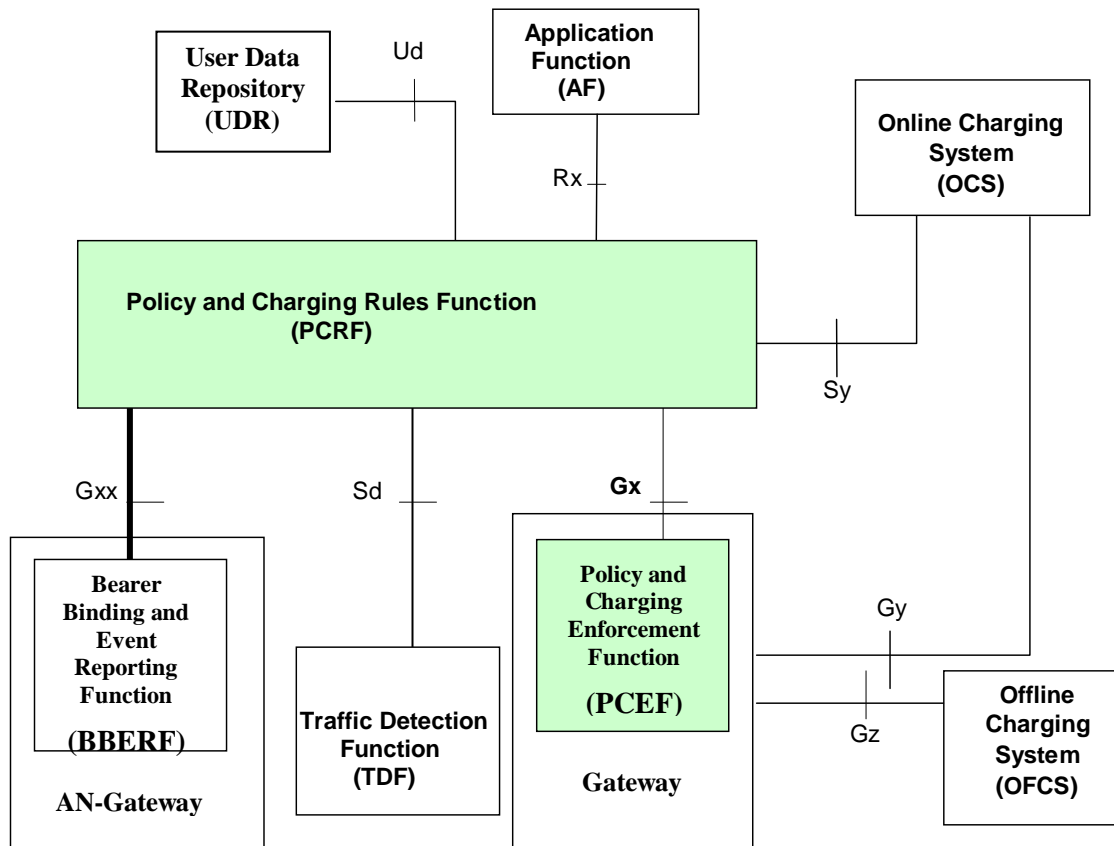 User Data
Repository
(UDR)
Ud
Application
Function
(AF)
Rx
Online Charging
System
(OCS)
Policy and Charging Rules Function
(PCRF)
Sy
Gxx
Sd
Gx
Bearer
Binding and
Event
Reporting
Function
(BBERF)
AN-Gateway
Traffic Detection
Function
(TDF)
Policy and
Charging
Enforcement
Function
(PCEF)
Gateway
Gy
Gz
Offline
Charging
System
(OFCS)